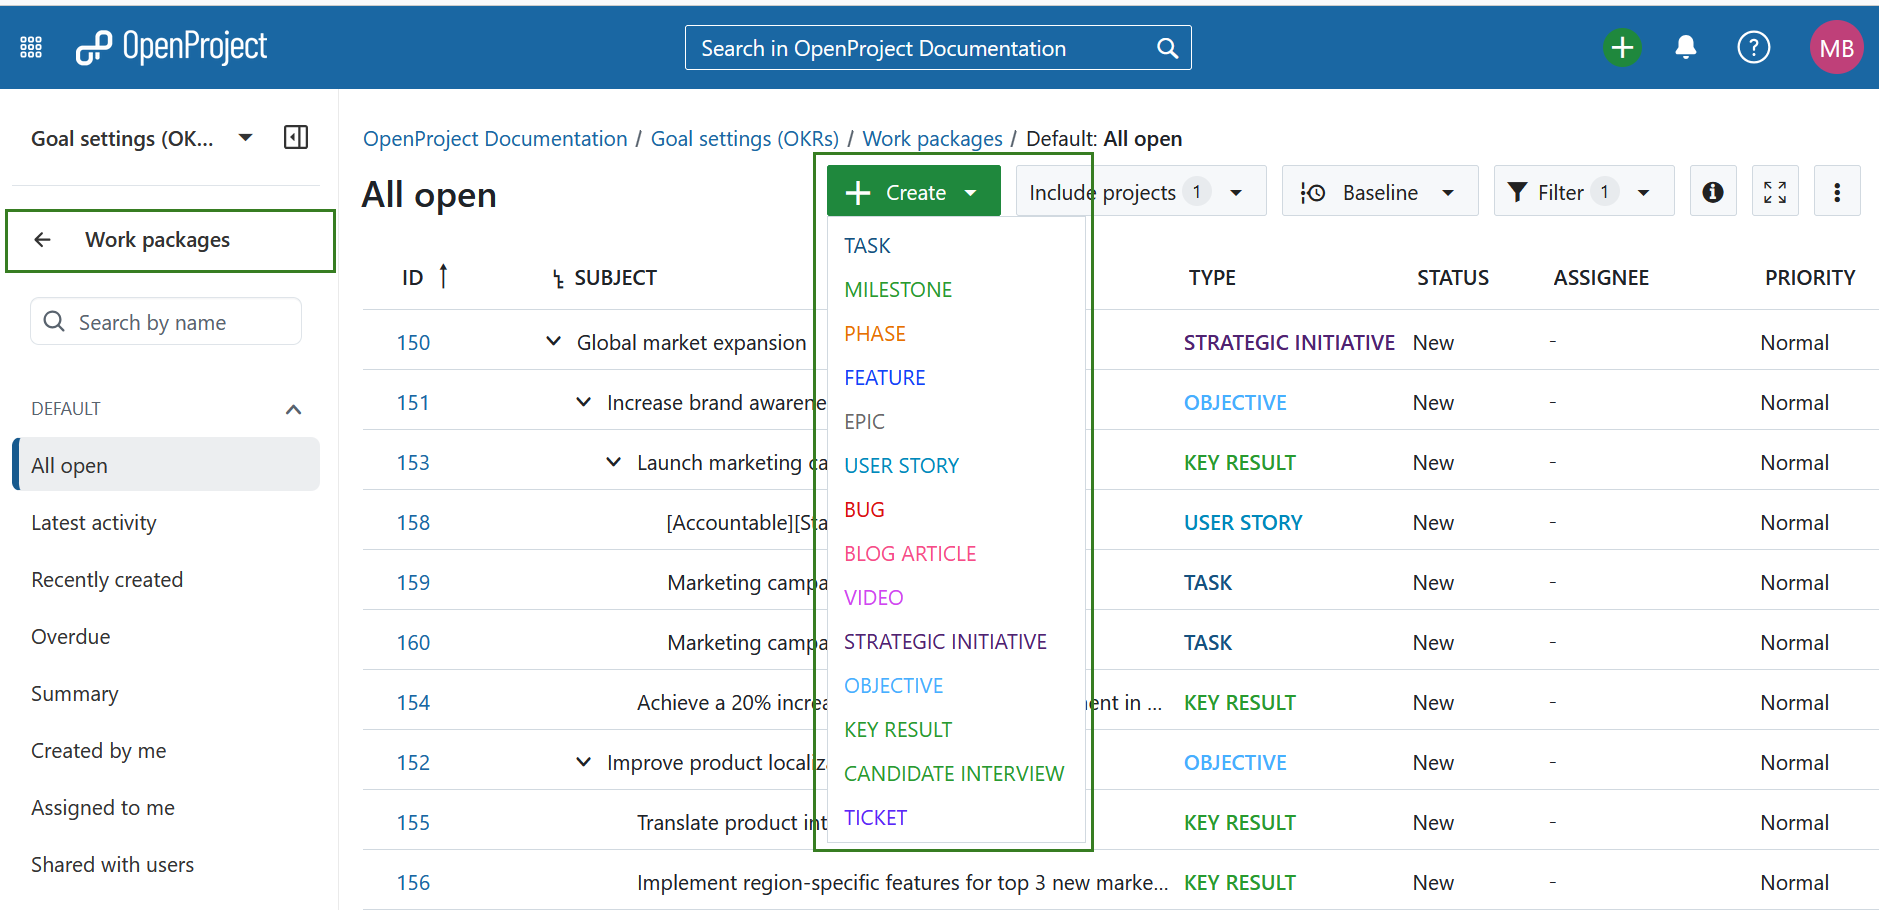 OpenProject
Search in OpenProject Documentation
?
MB
Goal settings (OK...
OpenProject Documentation / Goal settings (OKRs) / Work packages / Default: All open
All open
Create
Include projects 1
Baseline
Filter 1
Work packages
Search by name
DEFAULT
All open
Latest activity
Recently created
Overdue
Summary
Created by me
Assigned to me
Shared with users
TASK
MILESTONE
PHASE
FEATURE
EPIC
USER STORY
BUG
BLOG ARTICLE
VIDEO
STRATEGIC INITIATIVE
OBJECTIVE
KEY RESULT
CANDIDATE INTERVIEW
TICKET
ID SUBJECT TYPE STATUS ASSIGNEE PRIORITY
150 Global market expansion STRATEGIC INITIATIVE New - Normal
151 Increase brand awarene OBJECTIVE New - Normal
153 Launch marketing ca KEY RESULT New - Normal
158 [Accountable][Sta USER STORY New - Normal
159 Marketing campa TASK New - Normal
160 Marketing campa TASK New - Normal
154 Achieve a 20% increa ent in ... KEY RESULT New - Normal
152 Improve product localiza OBJECTIVE New - Normal
155 Translate product int KEY RESULT New - Normal
156 Implement region-specific features for top 3 new marke... KEY RESULT New - Normal